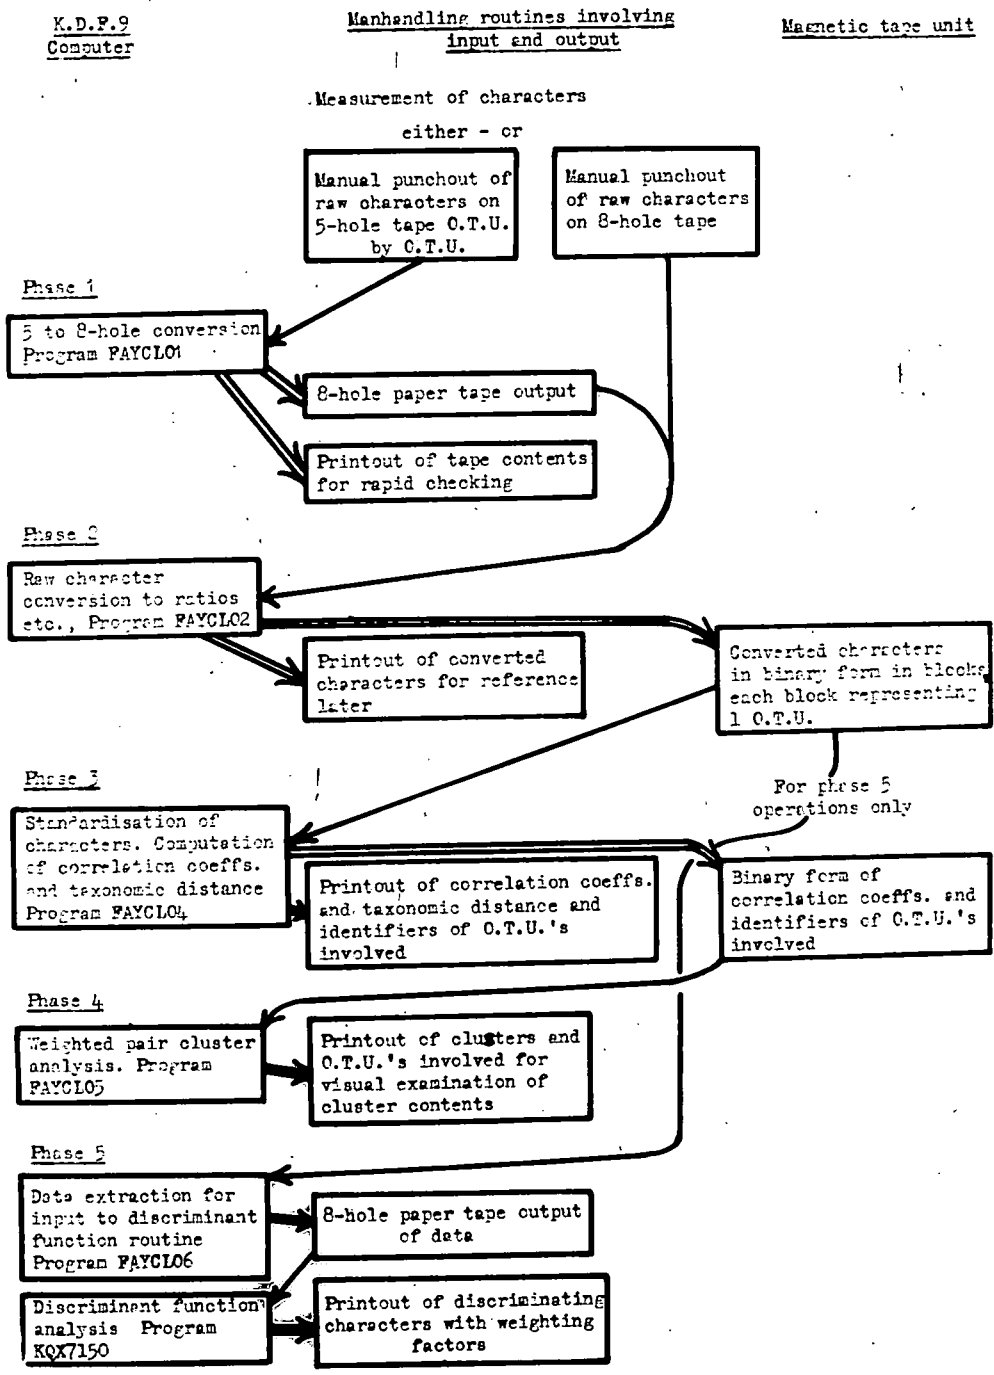 K.D.F.9
Computer
Manhandling routines involving
input and output
Magnetic tape unit
Measurement of characters
either - or
Manual punchout of
raw characters on
5-hole tape O.T.U.
by O.T.U.
Manual punchout
of raw characters
on 8-hole tape
Phase 1
5 to 8-hole conversion
Program FAYCL01
8-hole paper tape output
Printout of tape contents
for rapid checking
Phase 2
Raw character
conversion to ratios
etc., Program FAYCL02
Printout of converted
characters for reference
later
Converted characters
in binary form in blocks
each block representing
1 O.T.U.
Phase 3
For phase 5
operations only
Standardisation of
characters. Computation
of correlation coeffs.
and taxonomic distance
Program FAYCL04
Printout of correlation coeffs.
and taxonomic distance and
identifiers of O.T.U.'s
involved
Binary form of
correlation coeffs. and
identifiers of O.T.U.'s
involved
Phase 4
Weighted pair cluster
analysis. Program
FAYCL05
Printout of clusters and
O.T.U.'s involved for
visual examination of
cluster contents
Phase 5
Data extraction for
input to discriminant
function routine
Program FAYCL06
8-hole paper tape output
of data
Discriminant function
analysis Program
KQX7150
Printout of discriminating
characters with weighting
factors